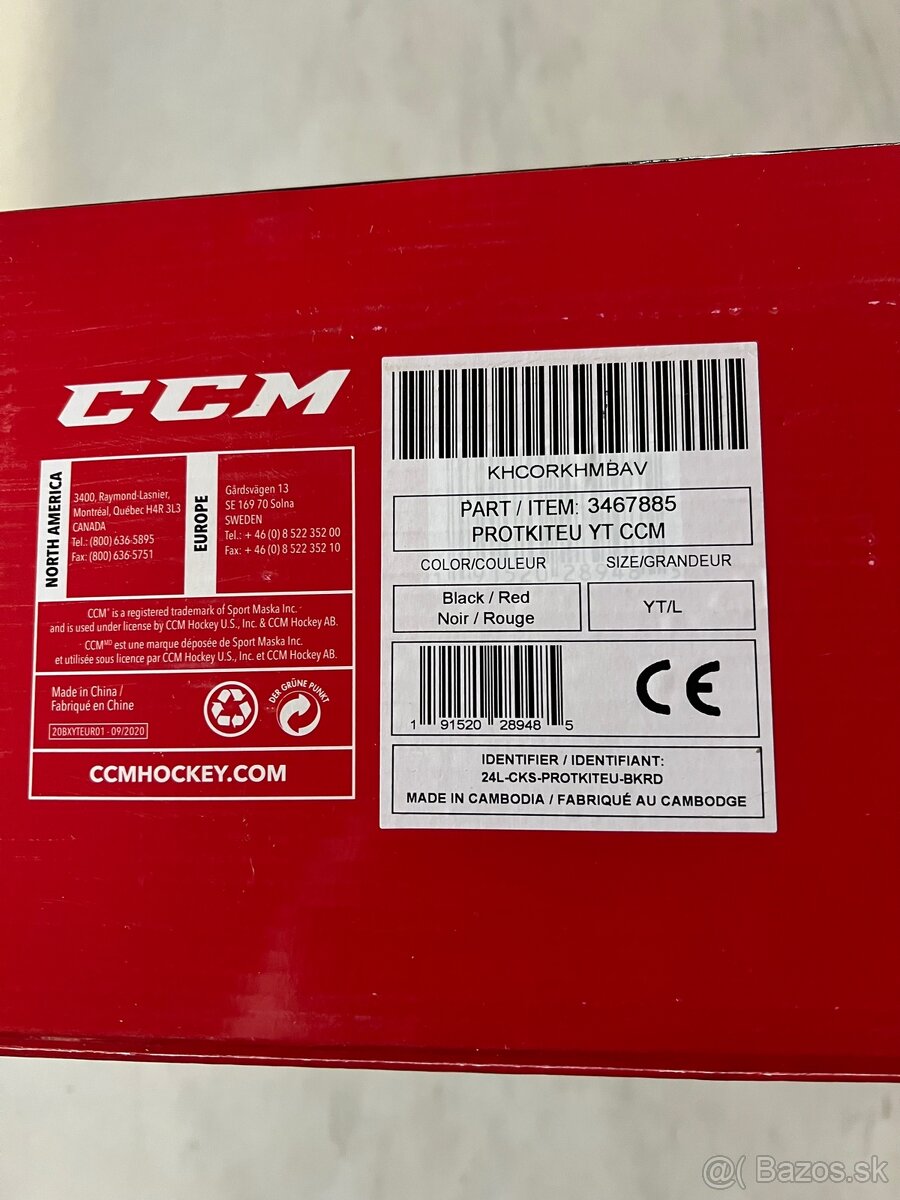 CCM
NORTH AMERICA
3400, Raymond-Lasnier,
Montréal, Québec H4R 3L3
CANADA
Tel.: (800) 636-5895
Fax: (800) 636-5751
EUROPE
Gårdsvägen 13
SE 169 70 Solna
SWEDEN
Tel.: + 46 (0) 8 522 352 00
Fax: + 46 (0) 8 522 352 10
CCM® is a registered trademark of Sport Maska Inc.
and is used under license by CCM Hockey U.S., Inc. & CCM Hockey AB.
CCMMD est une marque déposée de Sport Maska Inc.
et utilisée sous licence par CCM Hockey U.S., Inc. et CCM Hockey AB.
Made in China /
Fabriqué en Chine
20BXYTEUR01 - 09/2020
DER GRÜNE PUNKT
CCMHOCKEY.COM
KHCORKHMBAV
PART / ITEM: 3467885
PROTKITEU YT CCM
COLOR/COULEUR
SIZE/GRANDEUR
Black / Red
Noir / Rouge
YT/L
1 91520 28948 5
CE
IDENTIFIER / IDENTIFIANT:
24L-CKS-PROTKITEU-BKRD
MADE IN CAMBODIA / FABRIQUÉ AU CAMBODGE
@( Bazos.sk